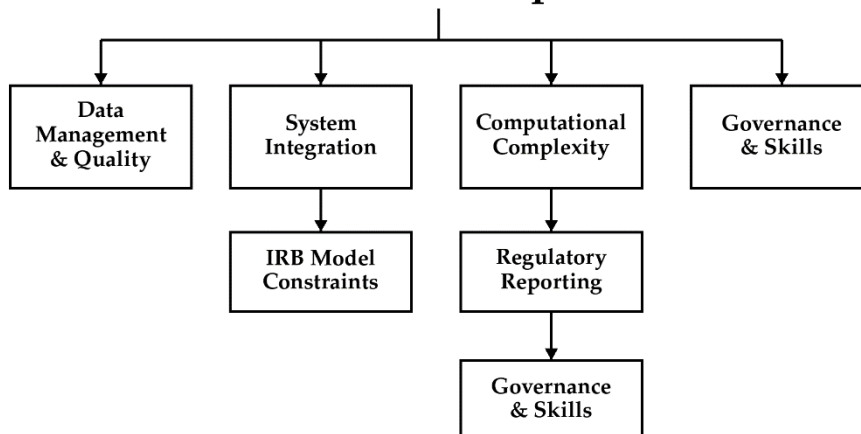 Data
Management
& Quality
System
Integration
Computational
Complexity
Governance
& Skills
IRB Model
Constraints
Regulatory
Reporting
Governance
& Skills